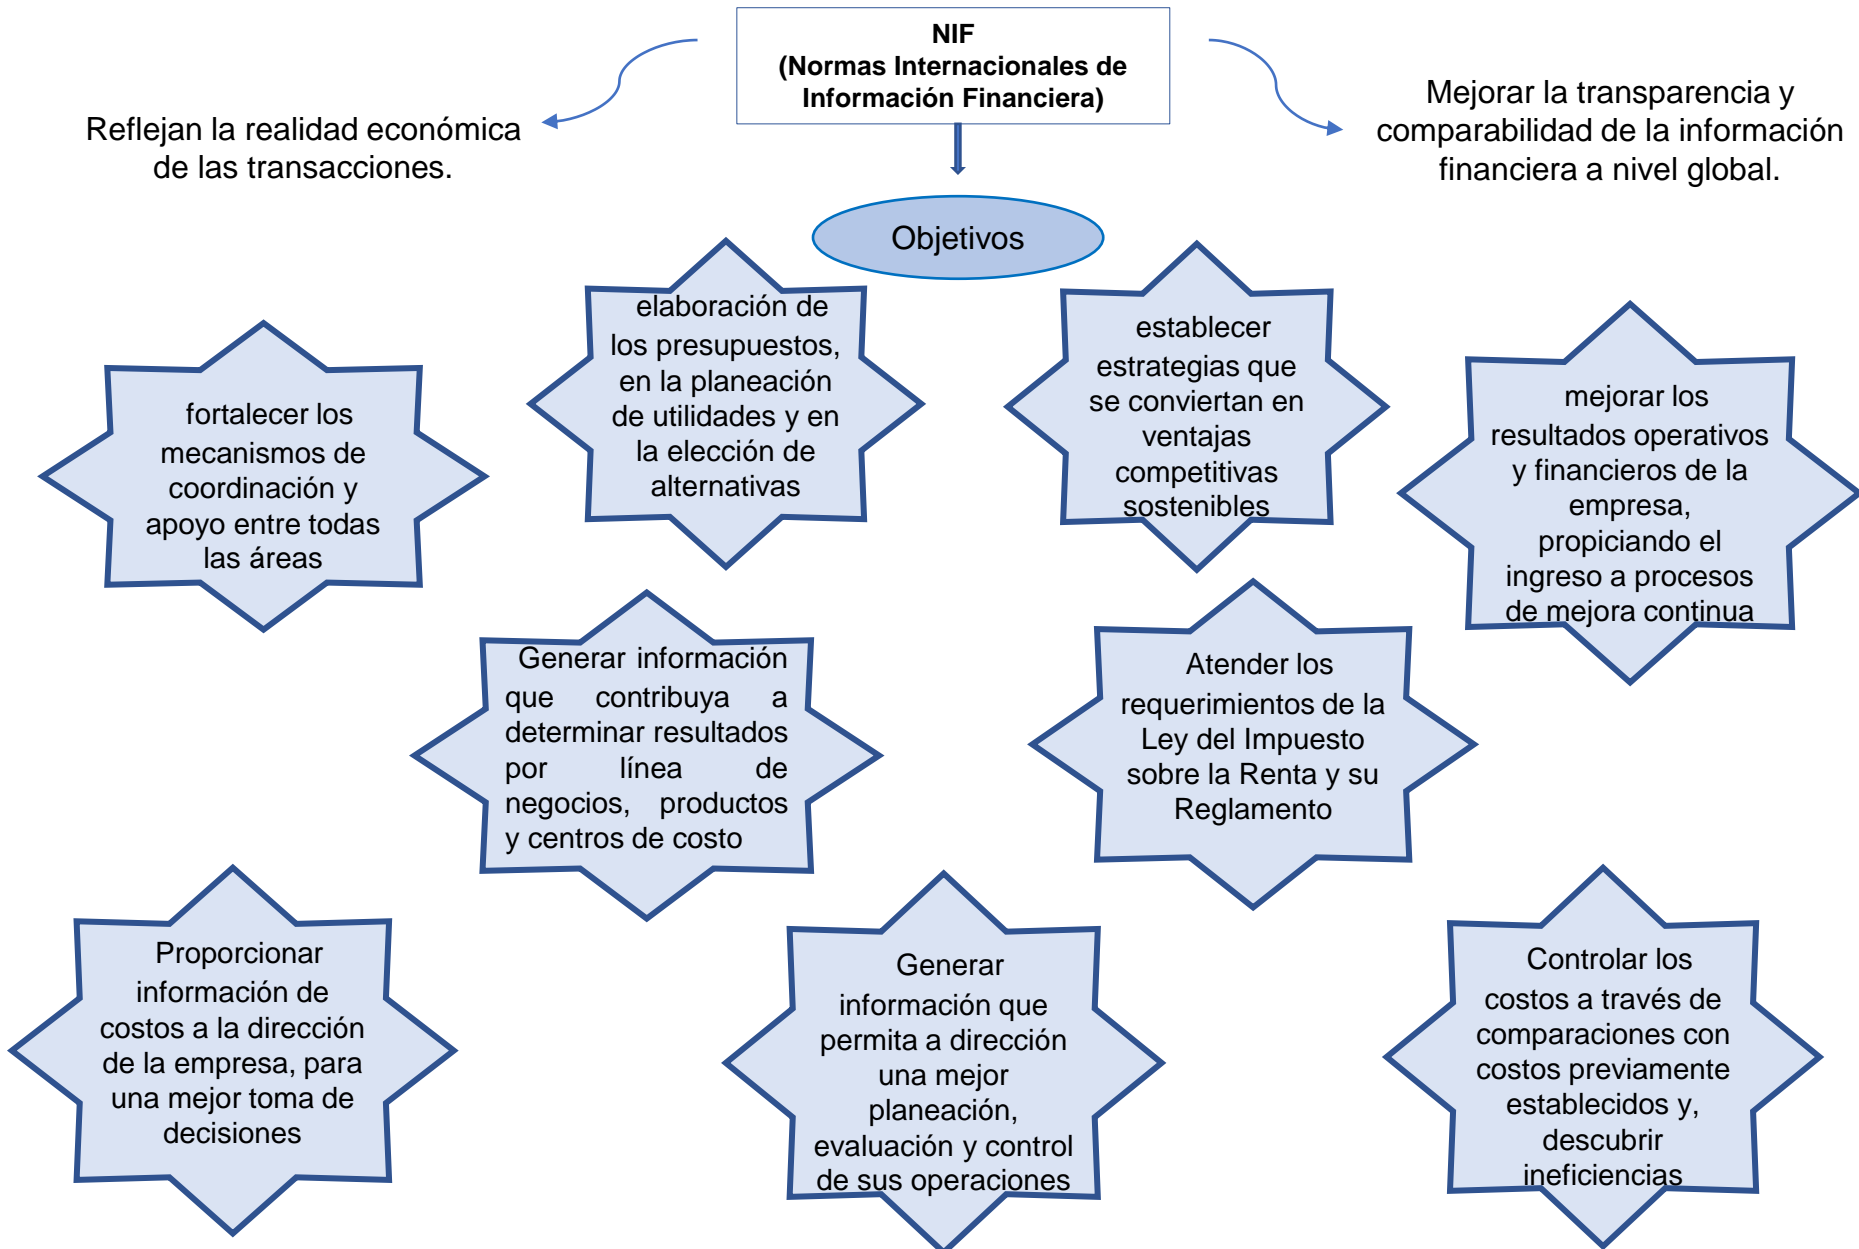 NIF
(Normas Internacionales de
Información Financiera)
Reflejan la realidad económica
de las transacciones.
Mejorar la transparencia y
comparabilidad de la información
financiera a nivel global.
Objetivos
fortalecer los
mecanismos de
coordinación y
apoyo entre todas
las áreas
elaboración de
los presupuestos,
en la planeación
de utilidades y en
la elección de
alternativas
establecer
estrategias que
se conviertan en
ventajas
competitivas
sostenibles
mejorar los
resultados operativos
y financieros de la
empresa,
propiciando el
ingreso a procesos
de mejora continua
Generar información
que contribuya a
determinar resultados
por línea de
negocios, productos
y centros de costo
Atender los
requerimientos de la
Ley del Impuesto
sobre la Renta y su
Reglamento
Proporcionar
información de
costos a la dirección
de la empresa, para
una mejor toma de
decisiones
Generar
información que
permita a dirección
una mejor
planeación,
evaluación y control
de sus operaciones
Controlar los
costos a través de
comparaciones con
costos previamente
establecidos y,
descubrir
ineficiencias